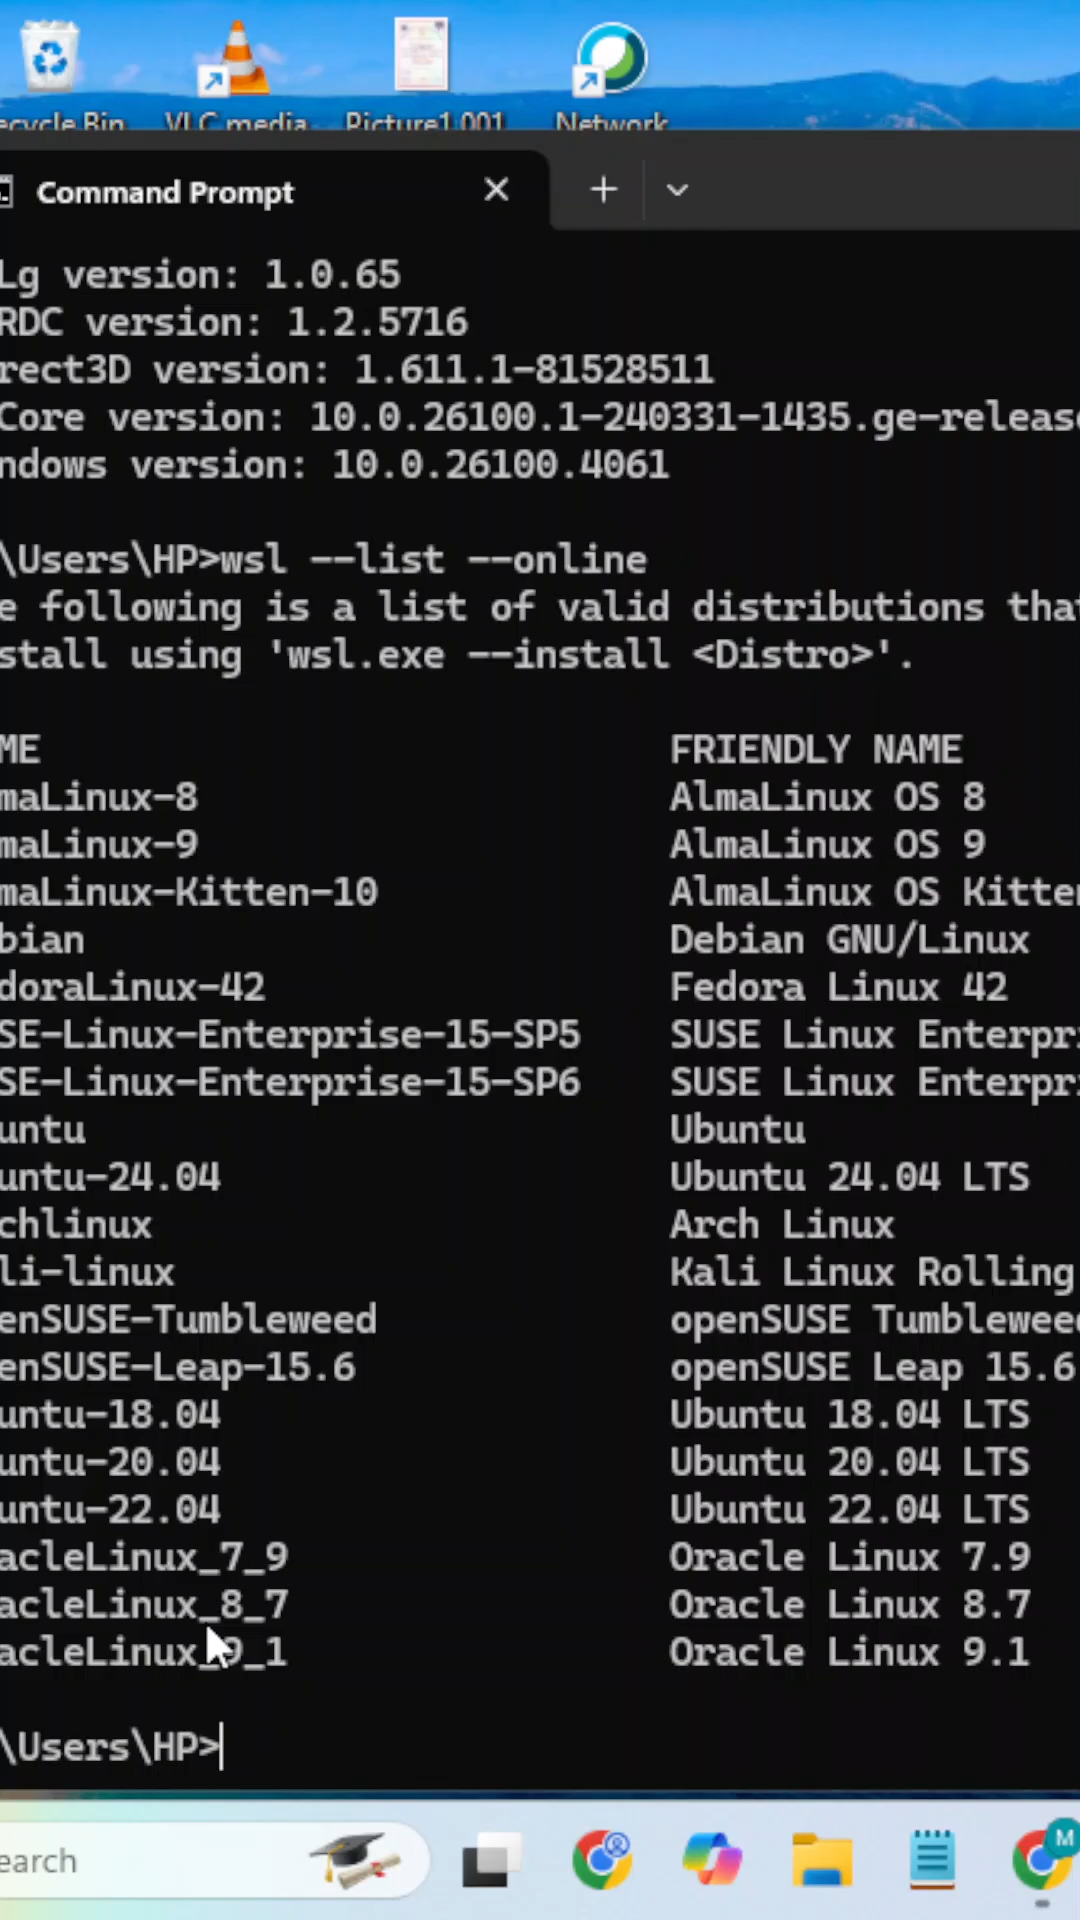 ecycle Bin VLC media Picture1 001 Network
Command Prompt
Lg version: 1.0.65
RDC version: 1.2.5716
rect3D version: 1.611.1-81528511
Core version: 10.0.26100.1-240331-1435.ge-release
ndows version: 10.0.26100.4061
\Users\HP>wsl --list --online
e following is a list of valid distributions that
stall using 'wsl.exe --install <Distro>'.
ME FRIENDLY NAME
maLinux-8 AlmaLinux OS 8
maLinux-9 AlmaLinux OS 9
maLinux-Kitten-10 AlmaLinux OS Kitten
bian Debian GNU/Linux
doraLinux-42 Fedora Linux 42
SE-Linux-Enterprise-15-SP5 SUSE Linux Enterpri
SE-Linux-Enterprise-15-SP6 SUSE Linux Enterpri
untu Ubuntu
untu-24.04 Ubuntu 24.04 LTS
chlinux Arch Linux
li-linux Kali Linux Rolling
enSUSE-Tumbleweed openSUSE Tumbleweed
enSUSE-Leap-15.6 openSUSE Leap 15.6
untu-18.04 Ubuntu 18.04 LTS
untu-20.04 Ubuntu 20.04 LTS
untu-22.04 Ubuntu 22.04 LTS
acleLinux_7_9 Oracle Linux 7.9
acleLinux_8_7 Oracle Linux 8.7
acleLinux_9_1 Oracle Linux 9.1
\Users\HP>
earch
M